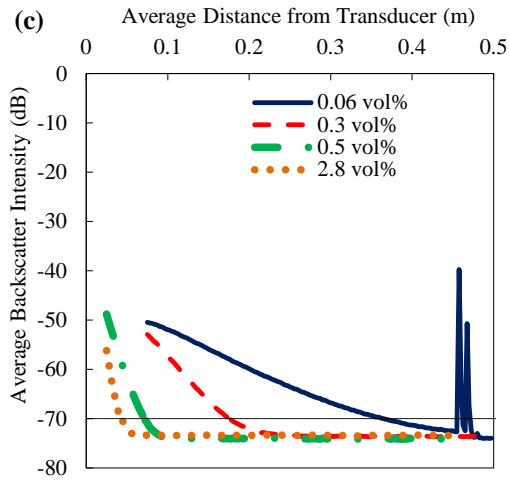 (c)
Average Distance from Transducer (m)
0 0.1 0.2 0.3 0.4 0.5
Average Backscatter Intensity (dB)
0
-10
-20
-30
-40
-50
-60
-70
-80
0.06 vol%
0.3 vol%
0.5 vol%
2.8 vol%